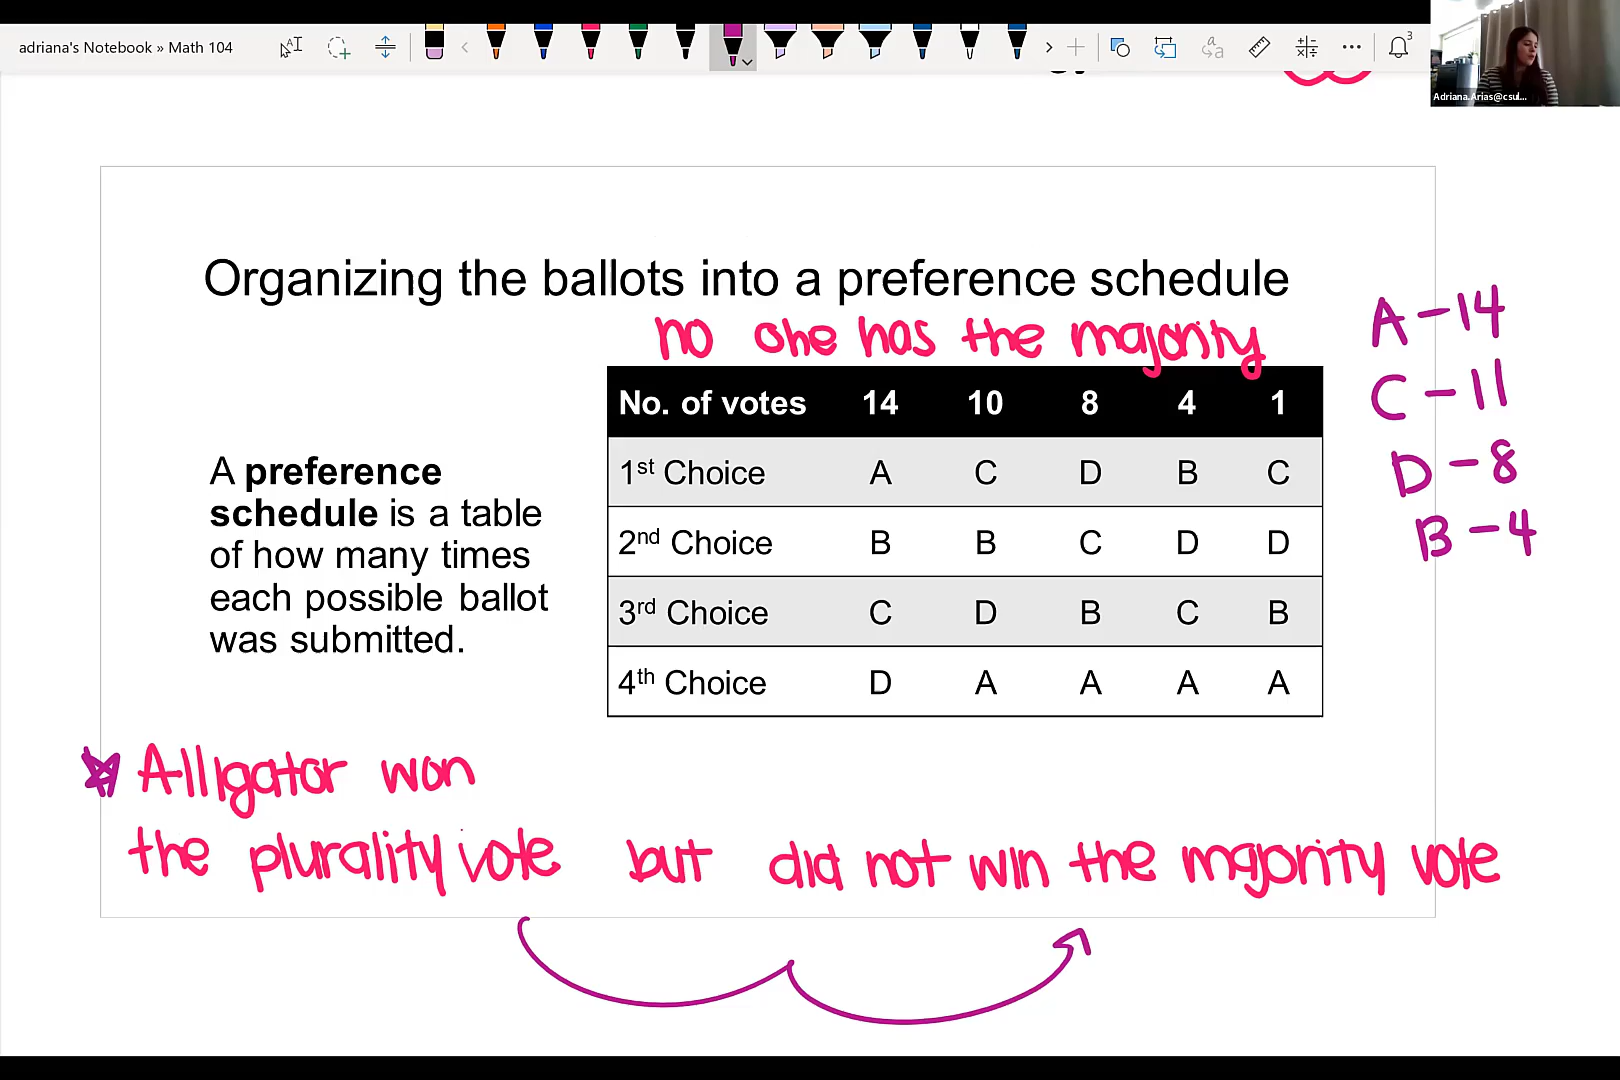 adriana's Notebook » Math 104
3
Adriana.Arias@csul...
Organizing the ballots into a preference schedule
no one has the majority
A - 14
C - 11
D - 8
B - 4
No. of votes 14 10 8 4 1
1st Choice A C D B C
2nd Choice B B C D D
3rd Choice C D B C B
4th Choice D A A A A
A preference
schedule is a table
of how many times
each possible ballot
was submitted.
Alligator won
the plurality vote but did not win the majority vote